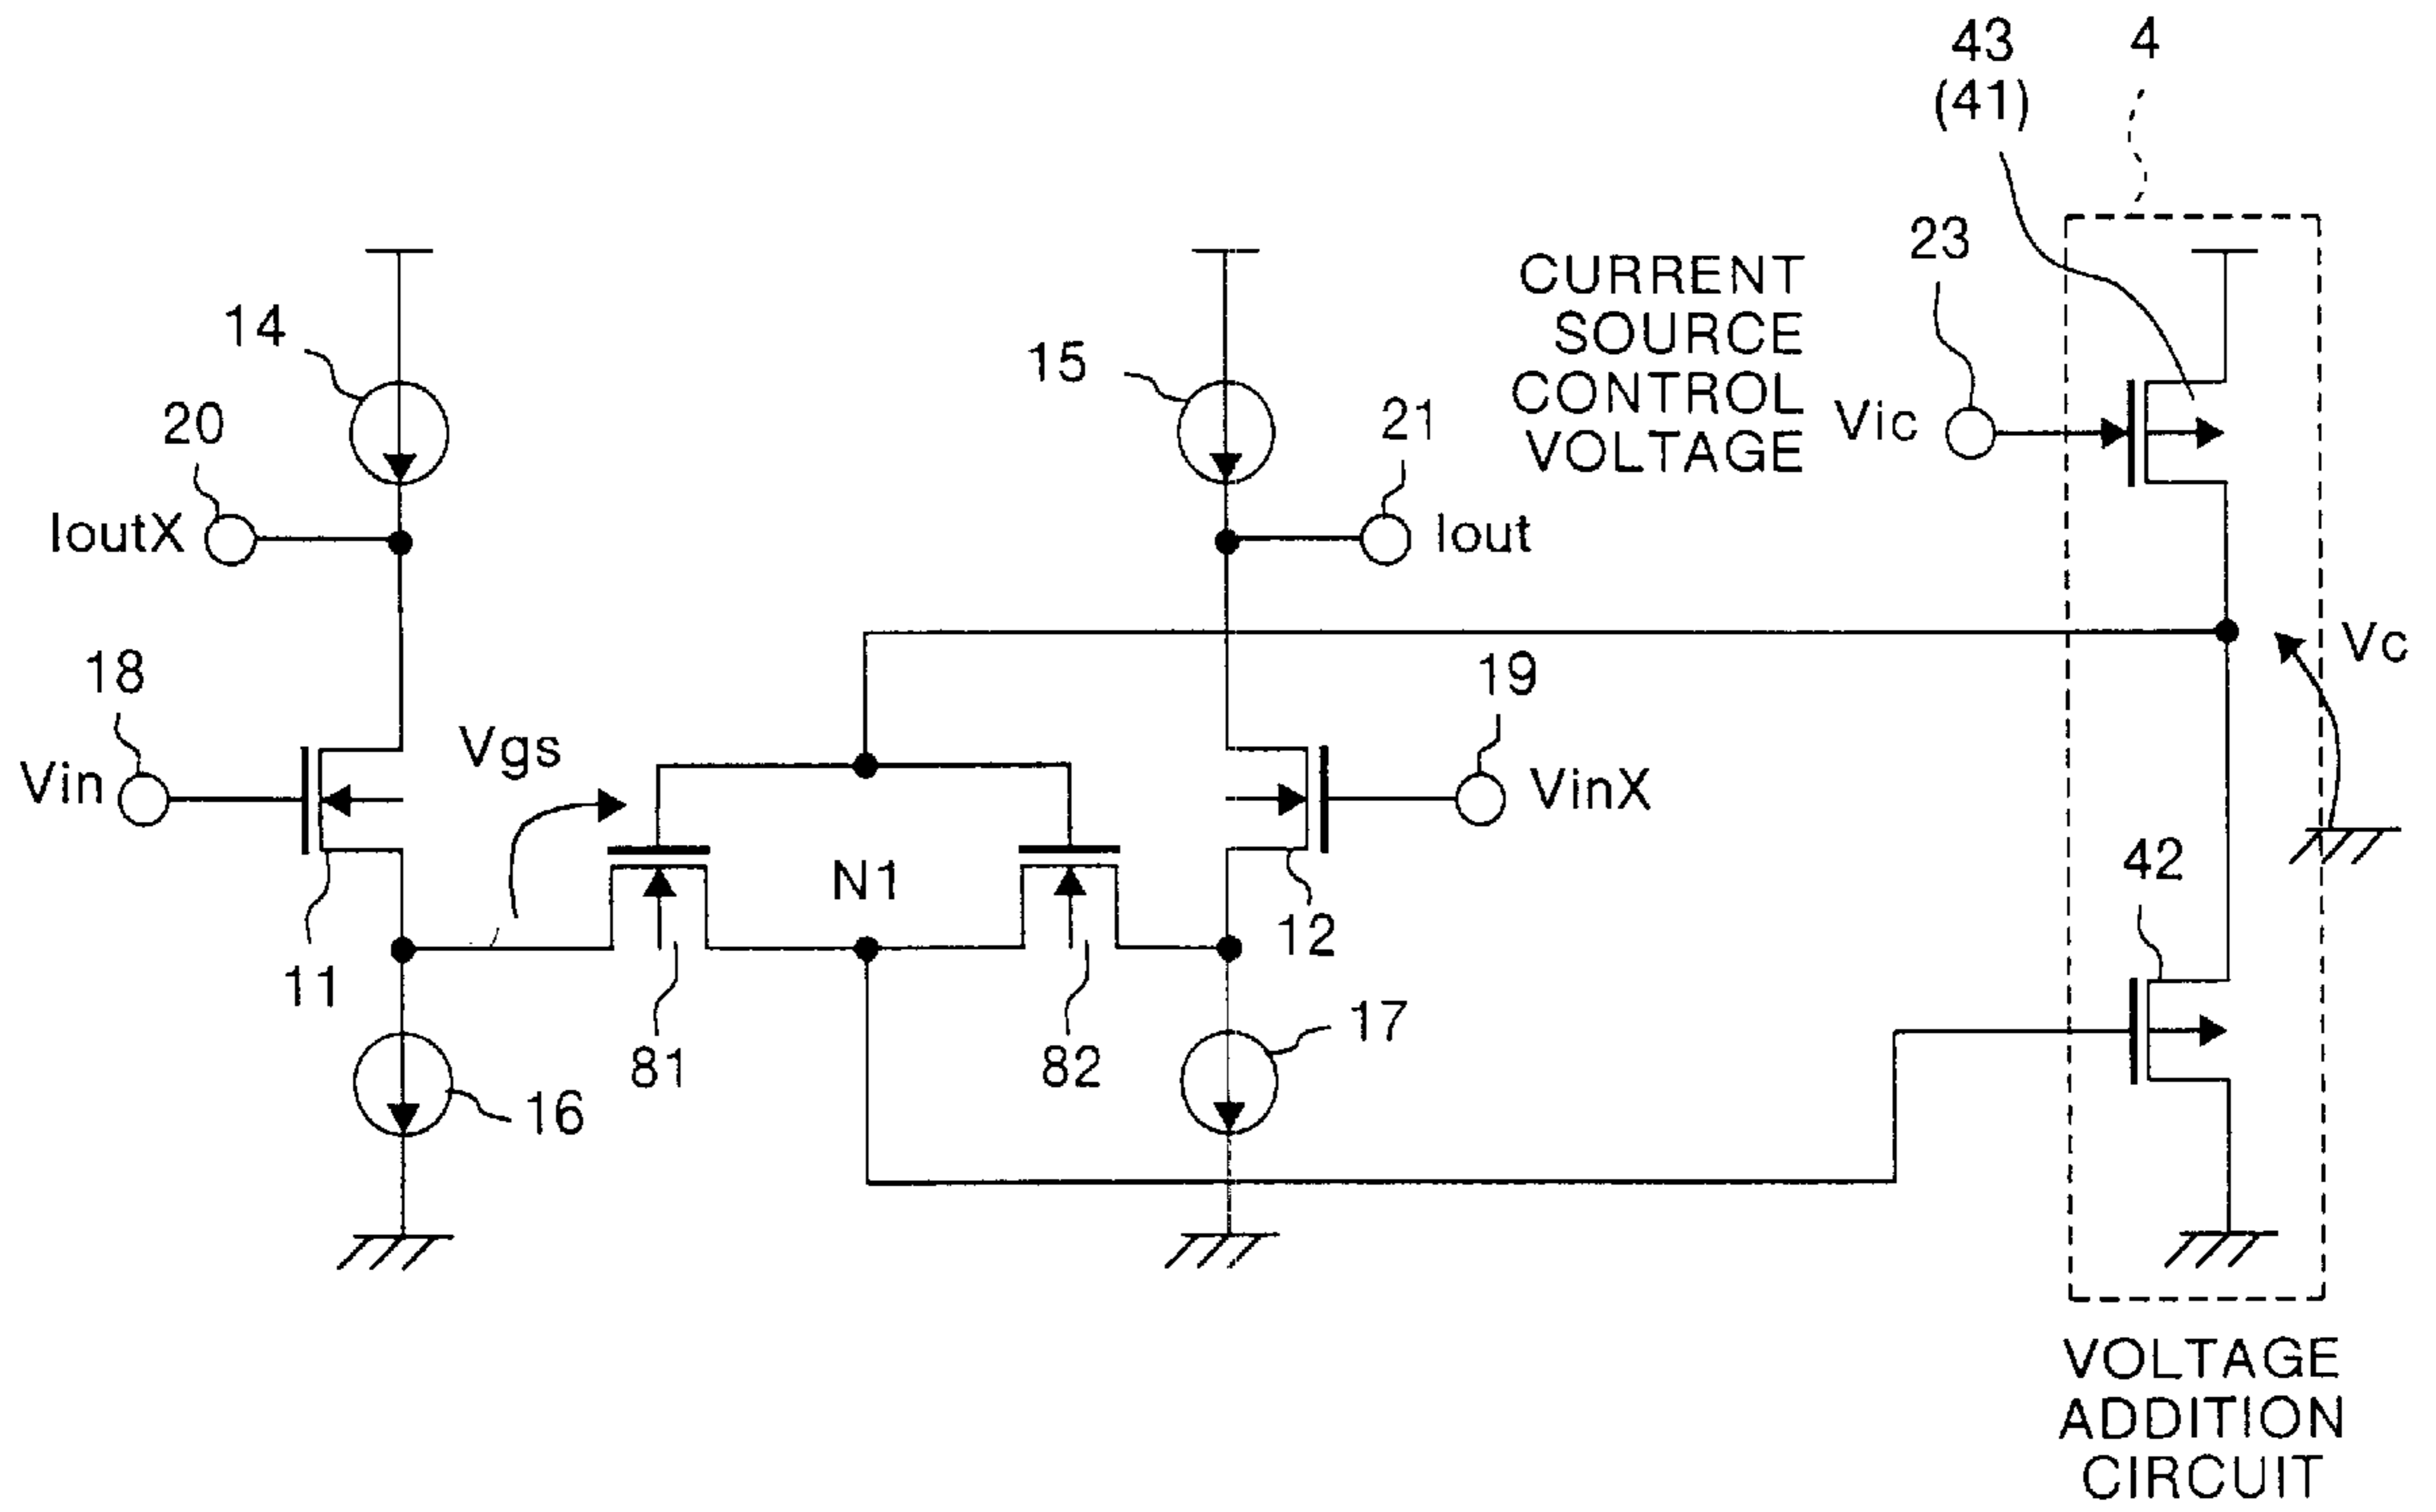 43
(41)
4
23
CURRENT
SOURCE
CONTROL
VOLTAGE
Vic
14
15
20
21
IoutX
Iout
Vc
18
19
Vgs
Vin
VinX
N1
42
11
12
81
82
17
16
VOLTAGE
ADDITION
CIRCUIT